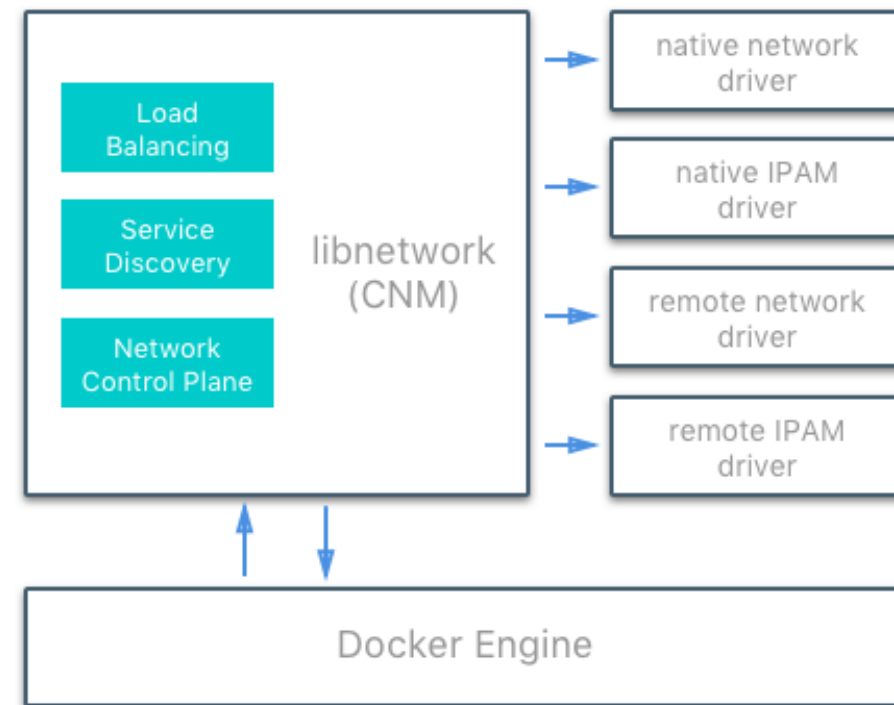 Load
Balancing
Service
Discovery
Network
Control Plane
libnetwork
(CNM)
native network
driver
native IPAM
driver
remote network
driver
remote IPAM
driver
Docker Engine